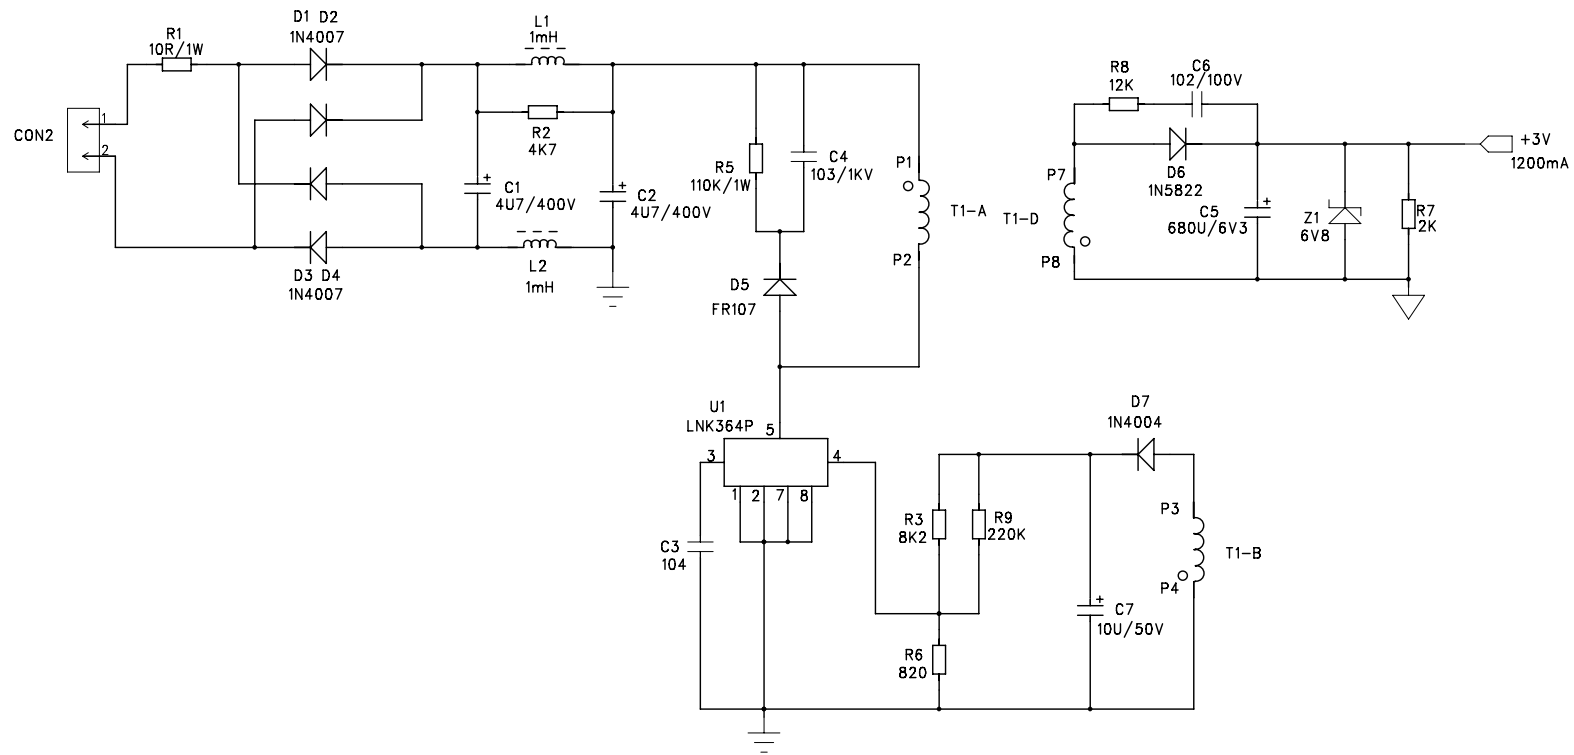 D1 D2
1N4007
R1
10R/1W
L1
1mH
CON2
1
2
R2
4K7
C1
4U7/400V
C2
4U7/400V
L2
1mH
D3 D4
1N4007
R5
110K/1W
C4
103/1KV
D5
FR107
P1
P2
T1-A
T1-D
P7
P8
R8
12K
C6
102/100V
D6
1N5822
C5
680U/6V3
Z1
6V8
R7
2K
+3V
1200mA
U1
LNK364P
5
3
4
1
2
7
8
C3
104
R3
8K2
R9
220K
R6
820
D7
1N4004
P3
P4
T1-B
C7
10U/50V